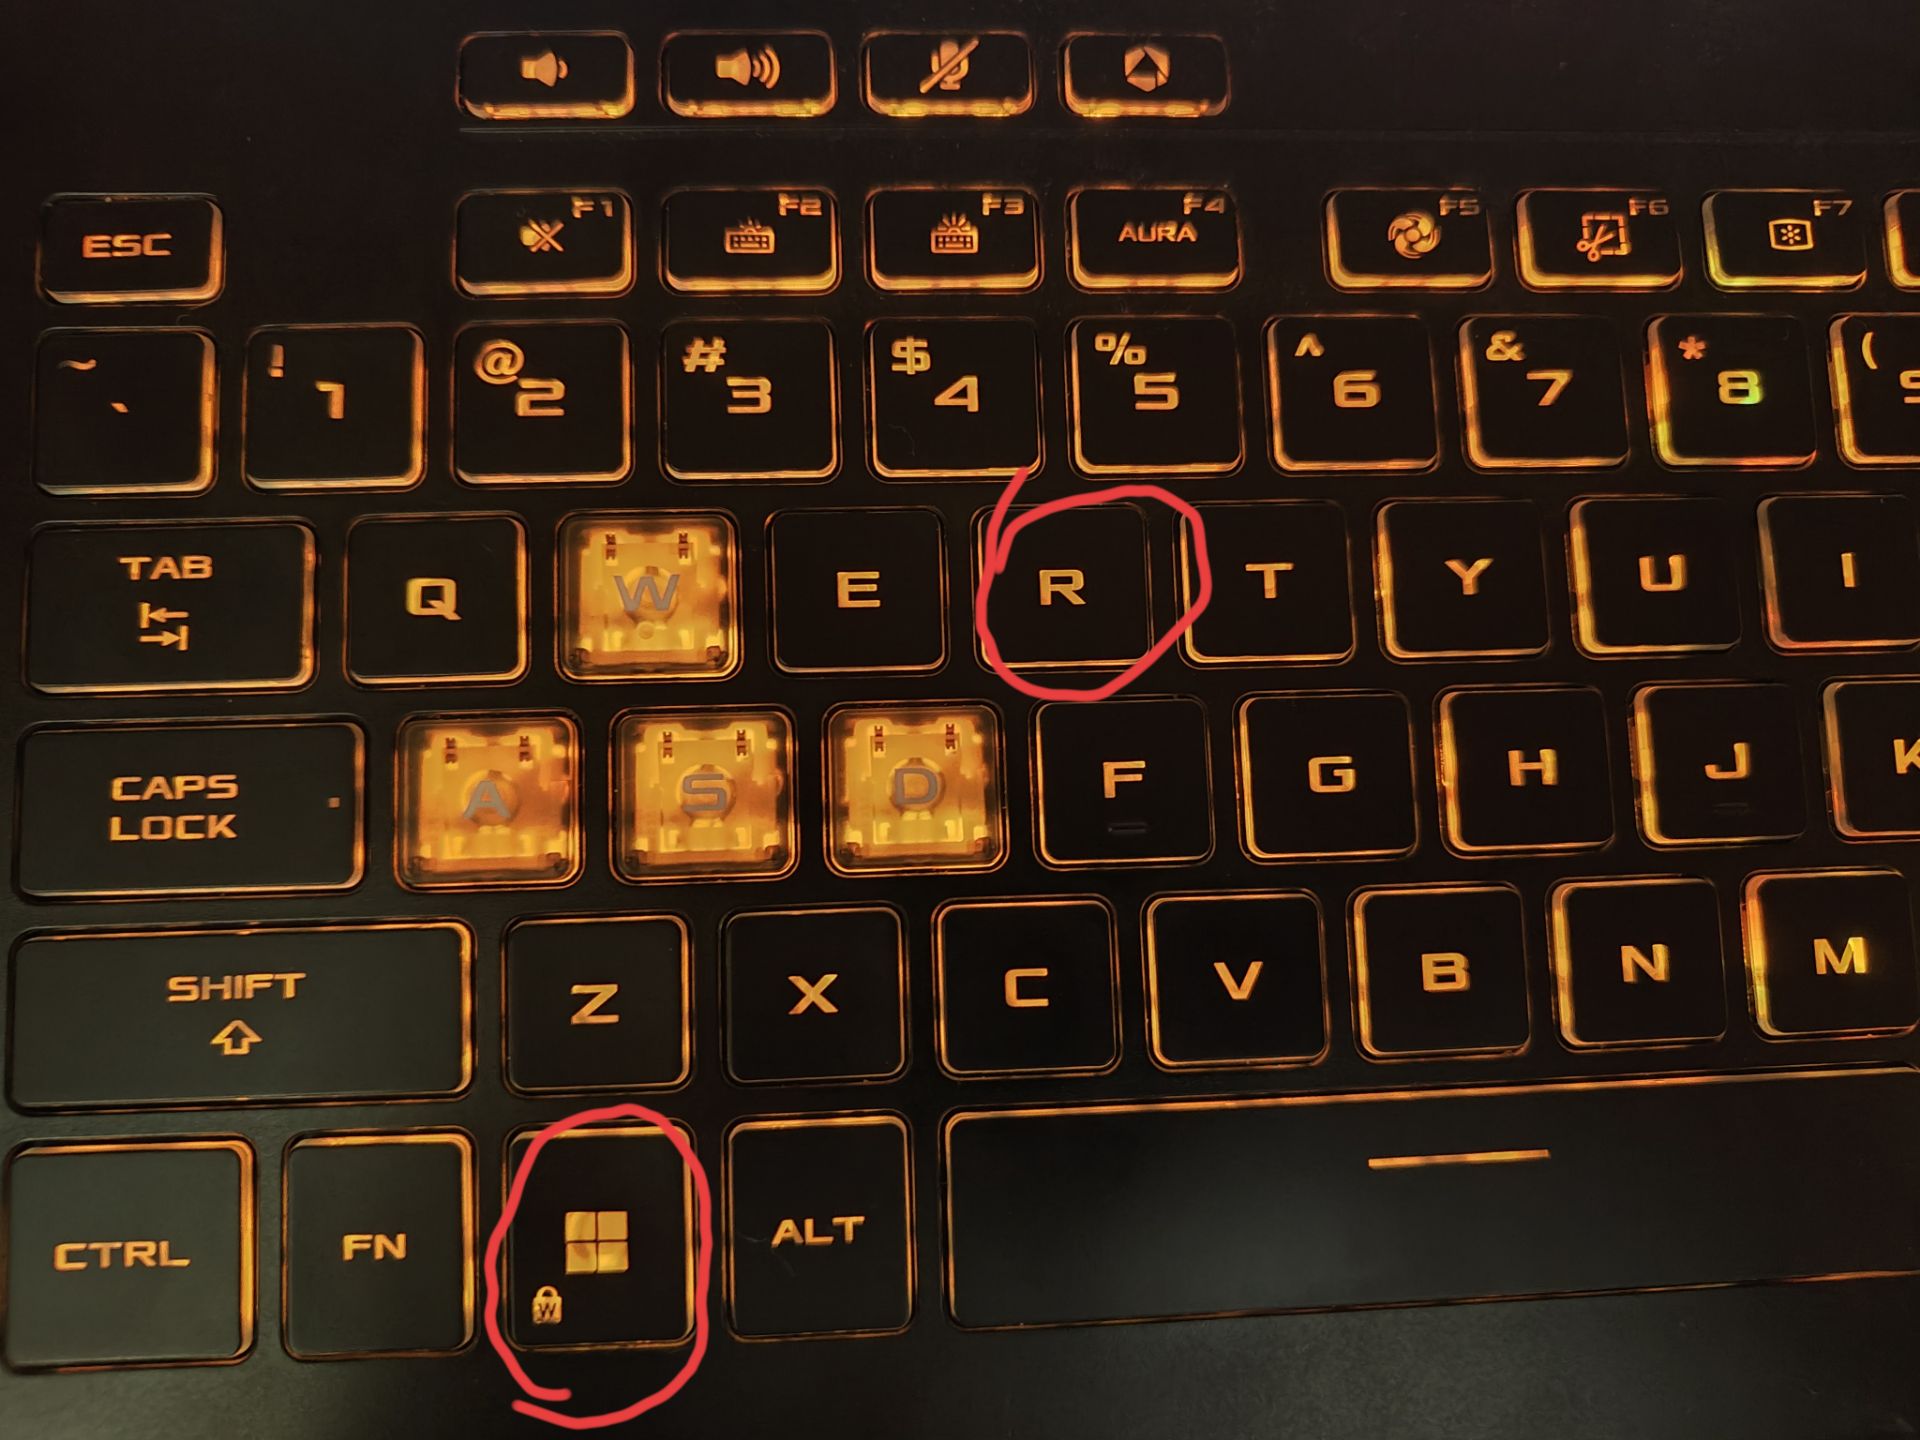 F1 F2 F3 F4 F5 F6 F7
ESC AURA
~ ! @ # $ % ^ & * (
` 1 2 3 4 5 6 7 8 9
TAB Q W E R T Y U I
CAPS A S D F G H J K
LOCK
SHIFT Z X C V B N M
CTRL FN ALT
W